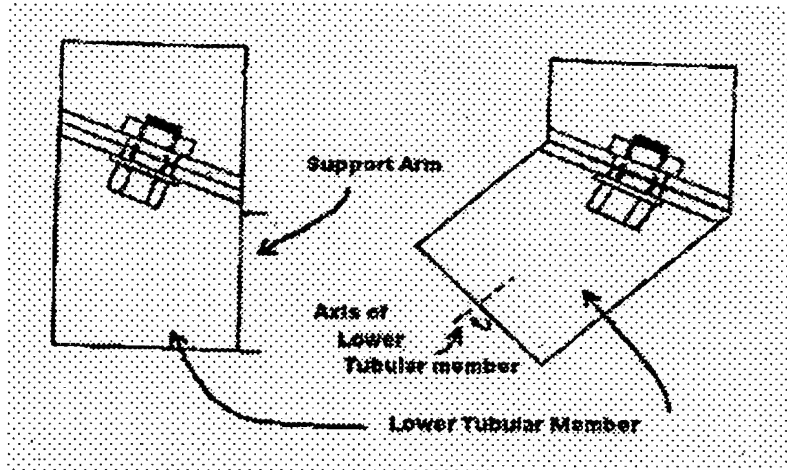 Support Arm
Axis of
Lower
Tubular member
Lower Tubular Member